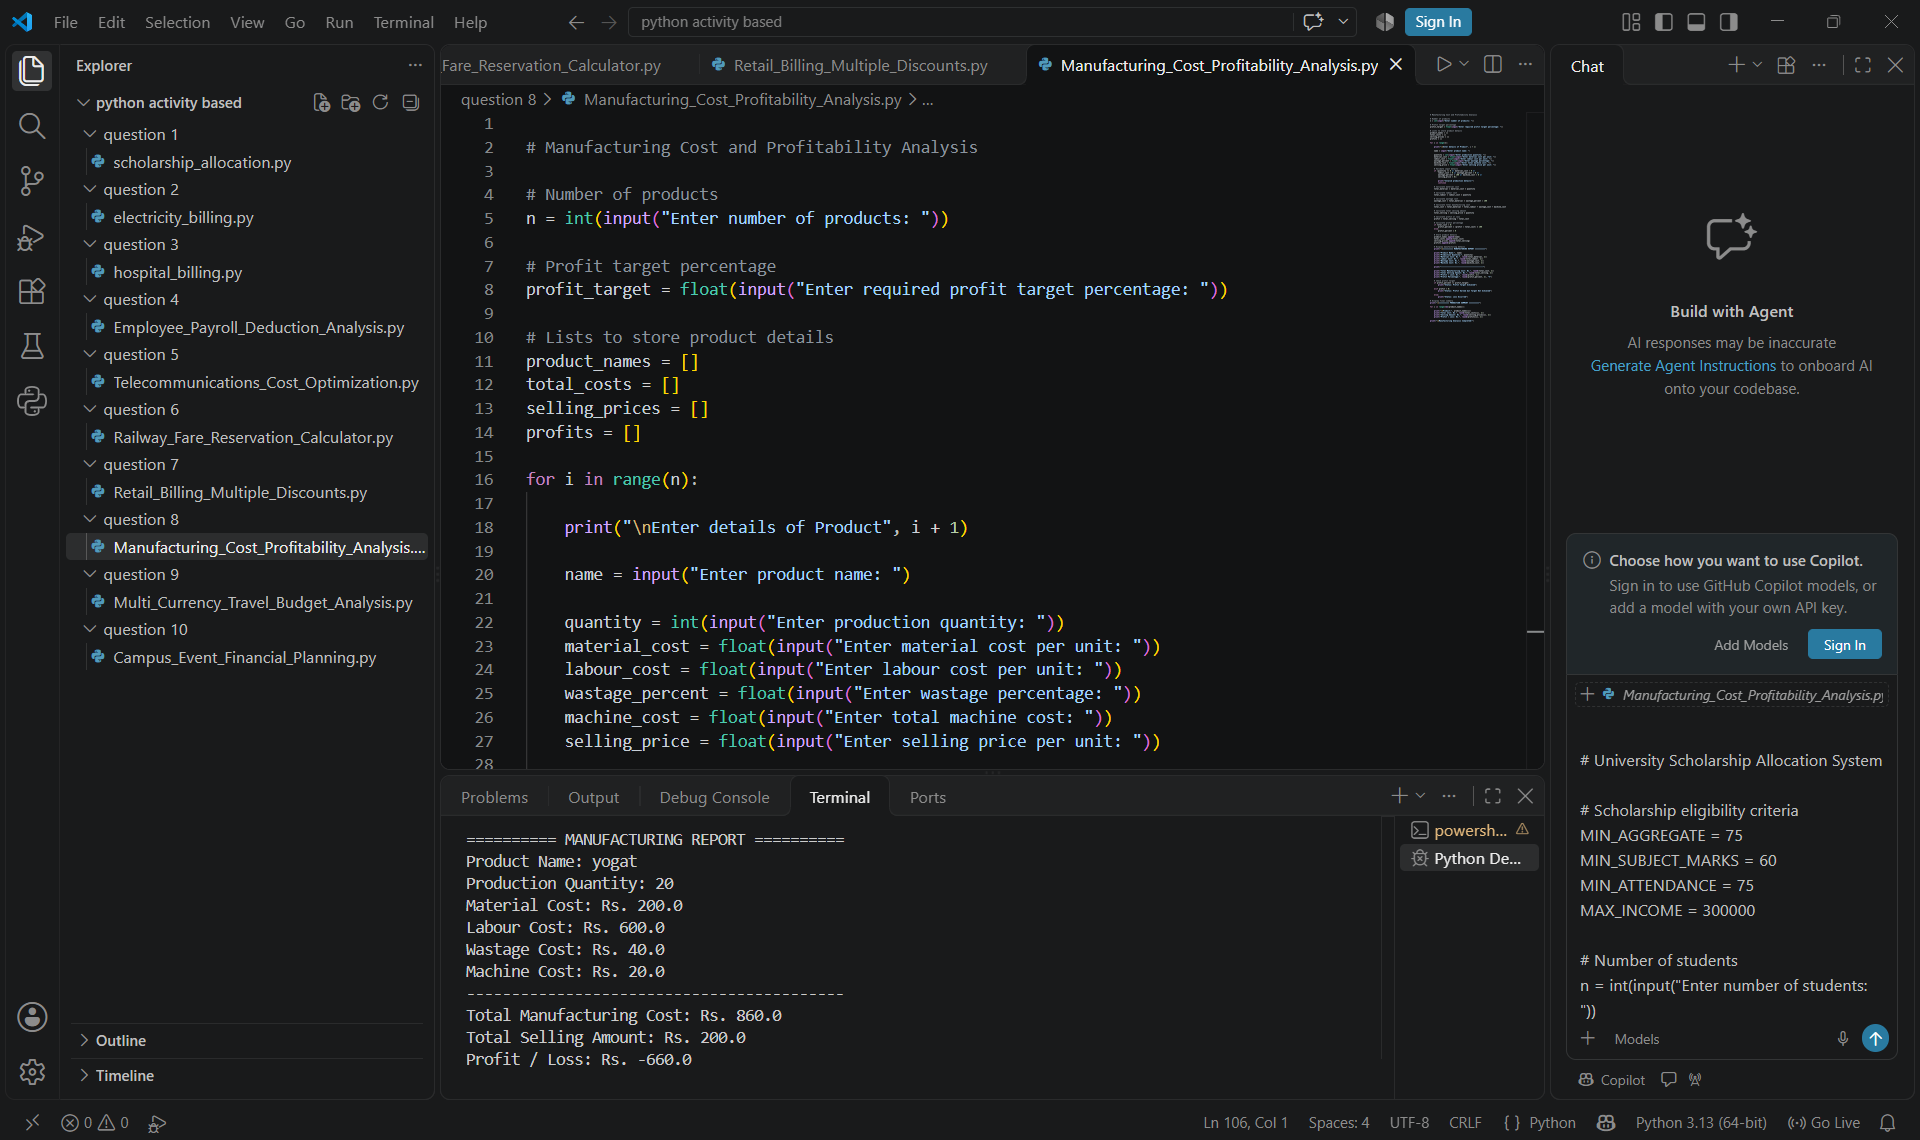 File Edit Selection View Go Run Terminal Help
python activity based
Sign In
Explorer
python activity based
question 1
scholarship_allocation.py
question 2
electricity_billing.py
question 3
hospital_billing.py
question 4
Employee_Payroll_Deduction_Analysis.py
question 5
Telecommunications_Cost_Optimization.py
question 6
Railway_Fare_Reservation_Calculator.py
question 7
Retail_Billing_Multiple_Discounts.py
question 8
Manufacturing_Cost_Profitability_Analysis....
question 9
Multi_Currency_Travel_Budget_Analysis.py
question 10
Campus_Event_Financial_Planning.py
Outline
Timeline
_Fare_Reservation_Calculator.py Retail_Billing_Multiple_Discounts.py Manufacturing_Cost_Profitability_Analysis.py
question 8 > Manufacturing_Cost_Profitability_Analysis.py > ...
1
2 # Manufacturing Cost and Profitability Analysis
3
4 # Number of products
5 n = int(input("Enter number of products: "))
6
7 # Profit target percentage
8 profit_target = float(input("Enter required profit target percentage: "))
9
10 # Lists to store product details
11 product_names = []
12 total_costs = []
13 selling_prices = []
14 profits = []
15
16 for i in range(n):
17
18 print("\nEnter details of Product", i + 1)
19
20 name = input("Enter product name: ")
21
22 quantity = int(input("Enter production quantity: "))
23 material_cost = float(input("Enter material cost per unit: "))
24 labour_cost = float(input("Enter labour cost per unit: "))
25 wastage_percent = float(input("Enter wastage percentage: "))
26 machine_cost = float(input("Enter total machine cost: "))
27 selling_price = float(input("Enter selling price per unit: "))
28
Problems Output Debug Console Terminal Ports
========== MANUFACTURING REPORT ==========
Product Name: yogat
Production Quantity: 20
Material Cost: Rs. 200.0
Labour Cost: Rs. 600.0
Wastage Cost: Rs. 40.0
Machine Cost: Rs. 20.0
------------------------------------------
Total Manufacturing Cost: Rs. 860.0
Total Selling Amount: Rs. 200.0
Profit / Loss: Rs. -660.0
powersh...
Python De...
Chat
Build with Agent
AI responses may be inaccurate
Generate Agent Instructions to onboard AI
onto your codebase.
Choose how you want to use Copilot.
Sign in to use GitHub Copilot models, or
add a model with your own API key.
Add Models Sign In
Manufacturing_Cost_Profitability_Analysis.py
# University Scholarship Allocation System
# Scholarship eligibility criteria
MIN_AGGREGATE = 75
MIN_SUBJECT_MARKS = 60
MIN_ATTENDANCE = 75
MAX_INCOME = 300000
# Number of students
n = int(input("Enter number of students:
"))
Models
Copilot
0 0
Ln 106, Col 1 Spaces: 4 UTF-8 CRLF { } Python Python 3.13 (64-bit) Go Live